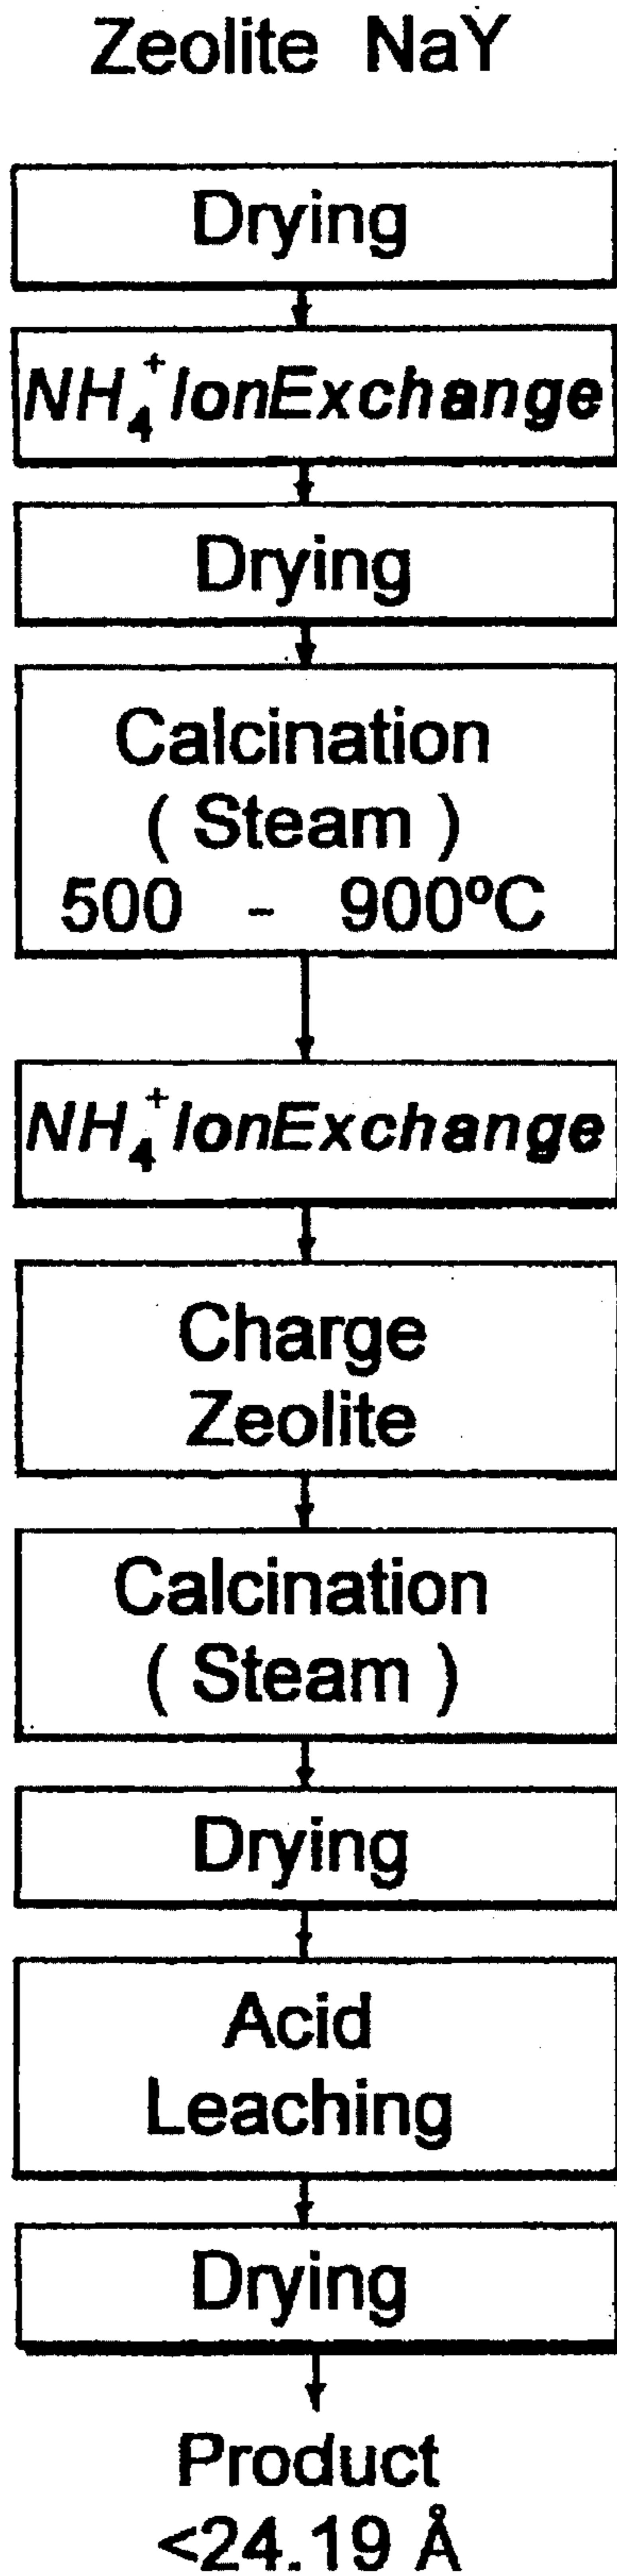 Zeolite NaY
Drying
NH₄⁺IonExchange
Drying
Calcination
( Steam )
500 - 900ºC
NH₄⁺IonExchange
Charge
Zeolite
Calcination
( Steam )
Drying
Acid
Leaching
Drying
Product
<24.19 Å